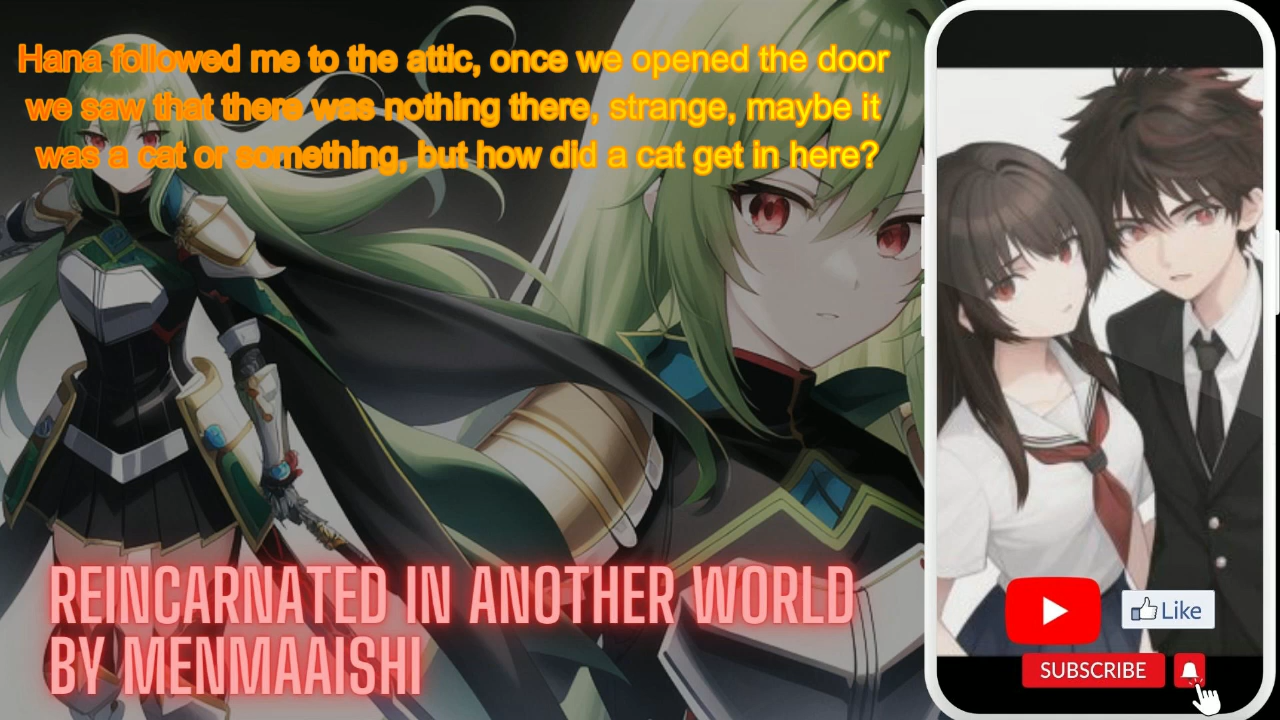 Hana followed me to the attic, once we opened the door
we saw that there was nothing there, strange, maybe it
was a cat or something, but how did a cat get in here?
REINCARNATED IN ANOTHER WORLD
BY MENMAAISHI
Like
SUBSCRIBE